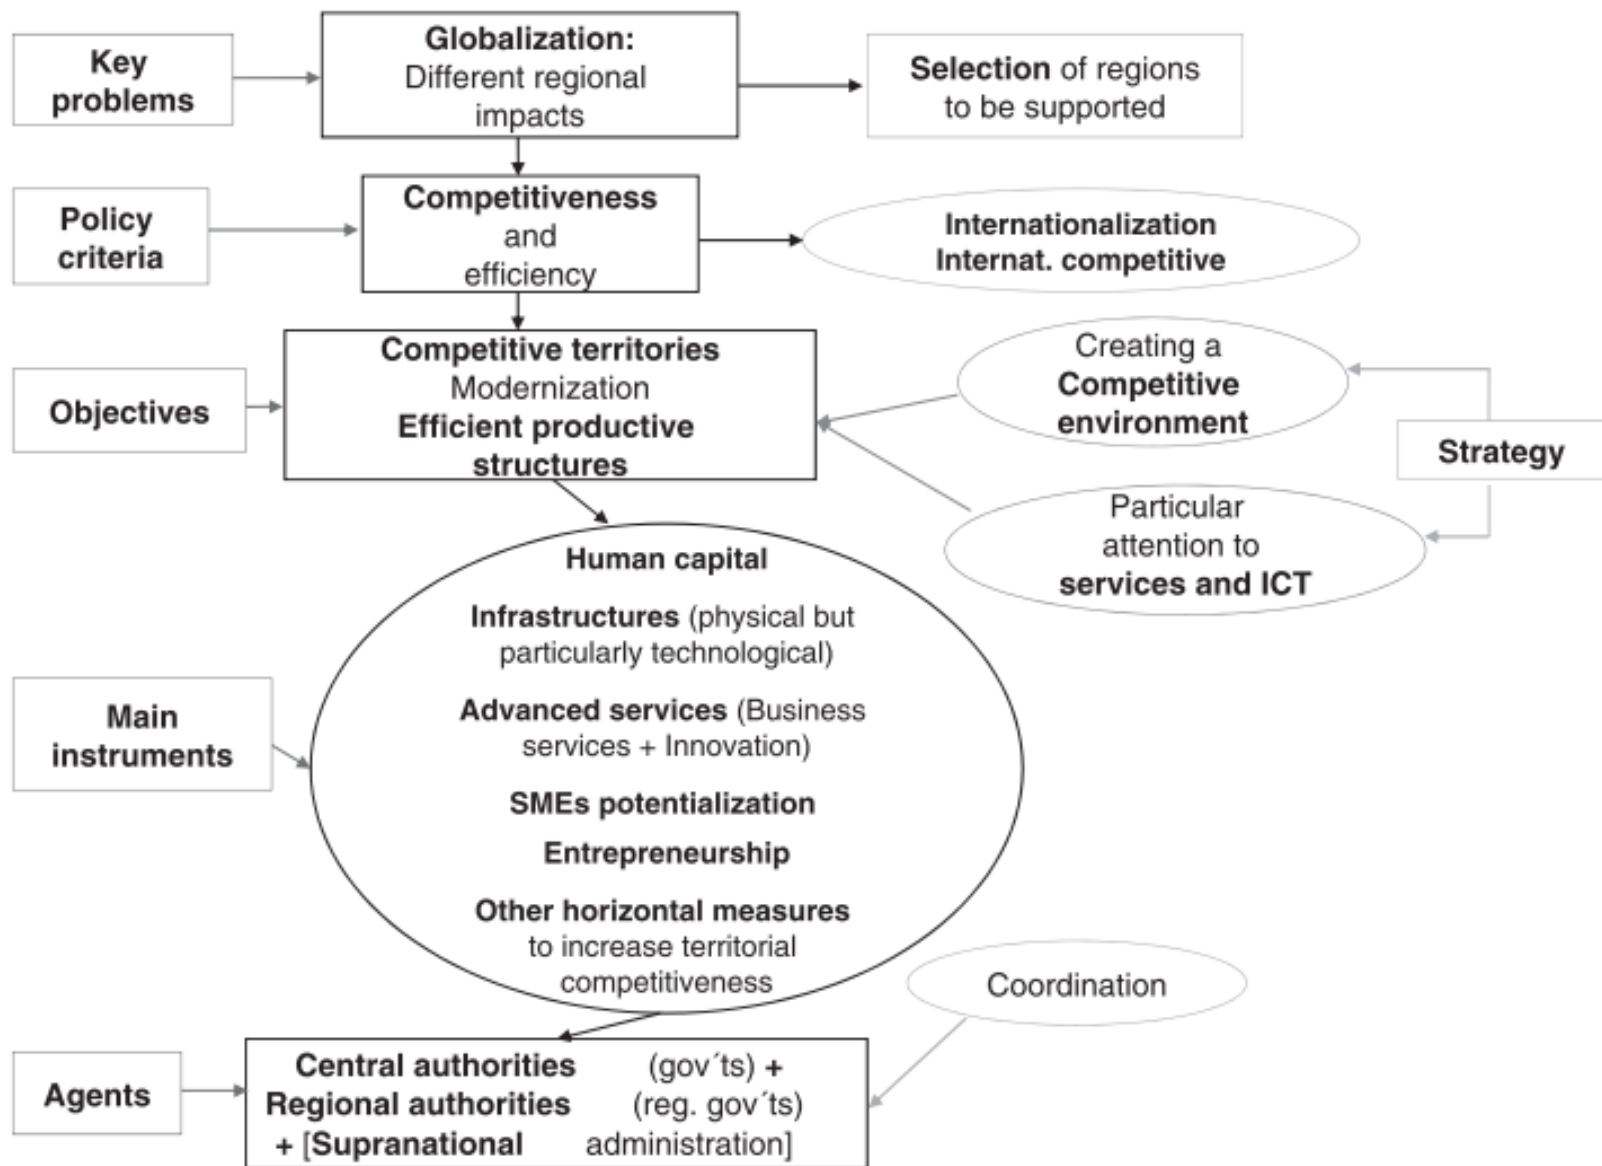 Key
problems
Globalization:
Different regional
impacts
Selection of regions
to be supported
Policy
criteria
Competitiveness
and
efficiency
Internationalization
Internat. competitive
Objectives
Competitive territories
Modernization
Efficient productive
structures
Creating a
Competitive
environment
Strategy
Particular
attention to
services and ICT
Main
instruments
Human capital
Infrastructures (physical but
particularly technological)
Advanced services (Business
services + Innovation)
SMEs potentialization
Entrepreneurship
Other horizontal measures
to increase territorial
competitiveness
Coordination
Agents
Central authorities (gov´ts) +
Regional authorities (reg. gov´ts)
+ [Supranational administration]